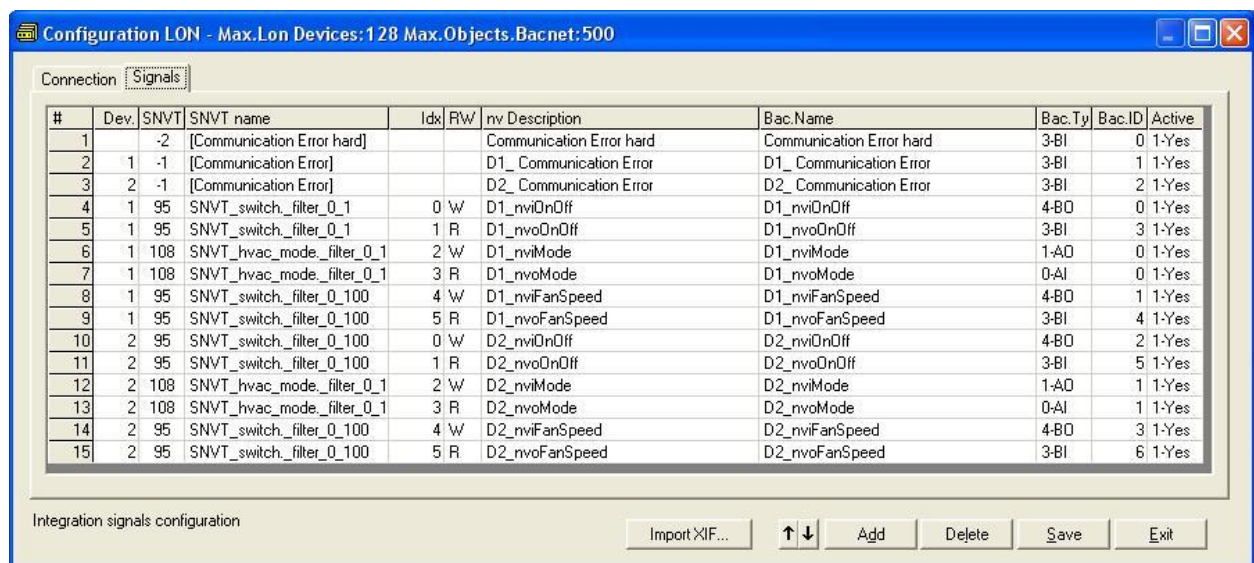 Configuration LON - Max.Lon Devices:128 Max.Objects.Bacnet:500
Connection Signals
# Dev. SNVT SNVT name Idx RW nv Description Bac.Name Bac.Ty Bac.ID Active
1 -2 [Communication Error hard] Communication Error hard Communication Error hard 3-BI 0 1-Yes
2 1 -1 [Communication Error] D1_ Communication Error D1_ Communication Error 3-BI 1 1-Yes
3 2 -1 [Communication Error] D2_ Communication Error D2_ Communication Error 3-BI 2 1-Yes
4 1 95 SNVT_switch._filter_0_1 0 W D1_nviOnOff D1_nviOnOff 4-BO 0 1-Yes
5 1 95 SNVT_switch._filter_0_1 1 R D1_nvoOnOff D1_nvoOnOff 3-BI 3 1-Yes
6 1 108 SNVT_hvac_mode._filter_0_1 2 W D1_nviMode D1_nviMode 1-AO 0 1-Yes
7 1 108 SNVT_hvac_mode._filter_0_1 3 R D1_nvoMode D1_nvoMode 0-AI 0 1-Yes
8 1 95 SNVT_switch._filter_0_100 4 W D1_nviFanSpeed D1_nviFanSpeed 4-BO 1 1-Yes
9 1 95 SNVT_switch._filter_0_100 5 R D1_nvoFanSpeed D1_nvoFanSpeed 3-BI 4 1-Yes
10 2 95 SNVT_switch._filter_0_100 0 W D2_nviOnOff D2_nviOnOff 4-BO 2 1-Yes
11 2 95 SNVT_switch._filter_0_100 1 R D2_nvoOnOff D2_nvoOnOff 3-BI 5 1-Yes
12 2 108 SNVT_hvac_mode._filter_0_1 2 W D2_nviMode D2_nviMode 1-AO 1 1-Yes
13 2 108 SNVT_hvac_mode._filter_0_1 3 R D2_nvoMode D2_nvoMode 0-AI 1 1-Yes
14 2 95 SNVT_switch._filter_0_100 4 W D2_nviFanSpeed D2_nviFanSpeed 4-BO 3 1-Yes
15 2 95 SNVT_switch._filter_0_100 5 R D2_nvoFanSpeed D2_nvoFanSpeed 3-BI 6 1-Yes
Integration signals configuration
Import XIF... Add Delete Save Exit